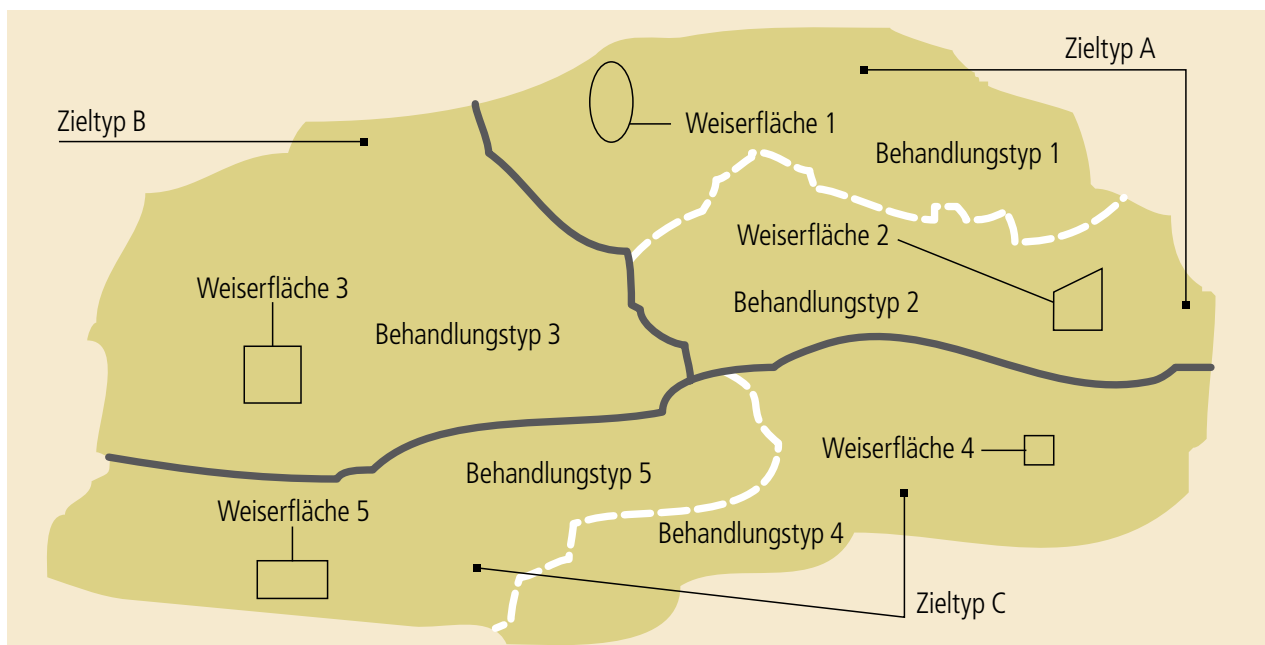 Zieltyp A
Zieltyp B
Weiserfläche 1
Behandlungstyp 1
Weiserfläche 2
Weiserfläche 3
Behandlungstyp 2
Behandlungstyp 3
Weiserfläche 4
Behandlungstyp 5
Weiserfläche 5
Behandlungstyp 4
Zieltyp C